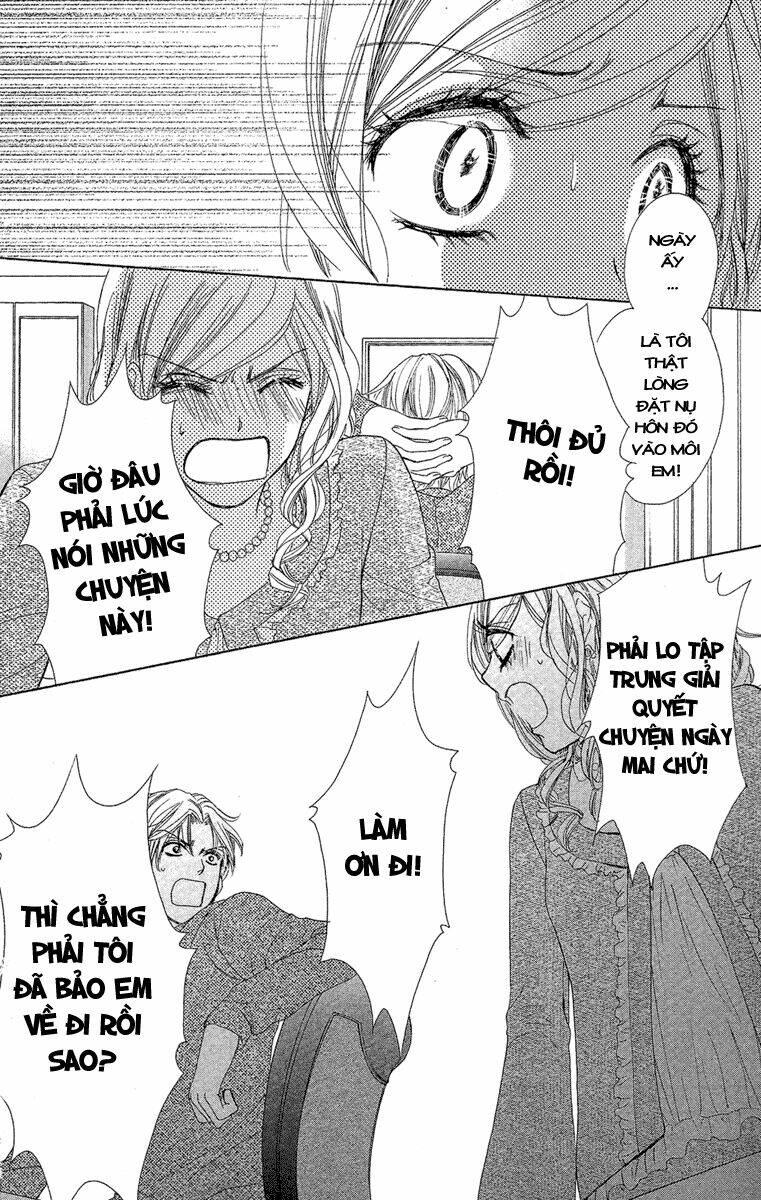 NGÀY
ẤY
...
LÀ TÔI
THẬT
LÒNG
ĐẶT NỤ
HÔN ĐÓ
VÀO MÔI
EM!
THÔI ĐỦ
RỒI!
GIỜ ĐÂU
PHẢI LÚC
NÓI NHỮNG
CHUYỆN
NÀY!
PHẢI LO TẬP
TRUNG GIẢI
QUYẾT
CHUYỆN NGÀY
MAI CHỨ!
LÀM
ƠN ĐI!
THÌ CHẲNG
PHẢI TÔI
ĐÃ BẢO EM
VỀ ĐI RỒI
SAO?